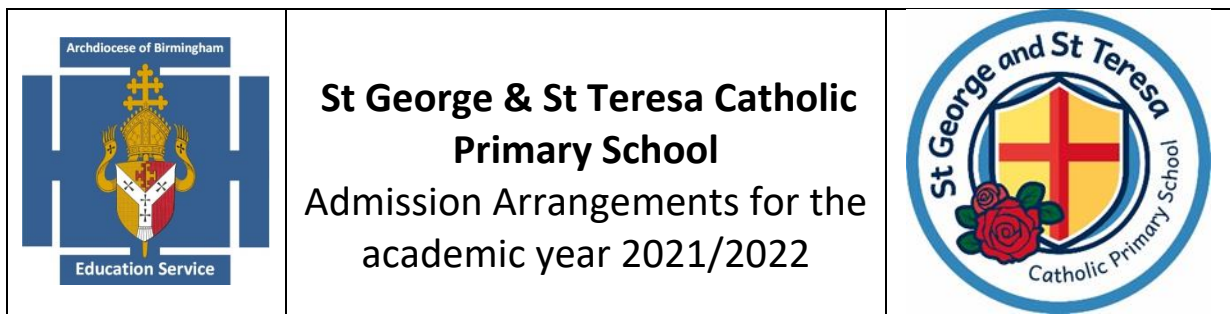 Archdiocese of Birmingham
Education Service
St George & St Teresa Catholic
Primary School
Admission Arrangements for the
academic year 2021/2022
St George and St Teresa
Catholic Primary School